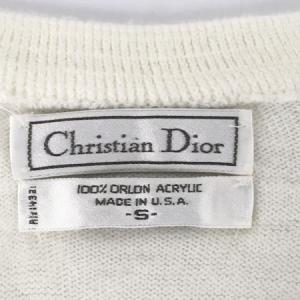 Christian Dior
100% ORLON ACRYLIC
MADE IN U.S.A.
-S-